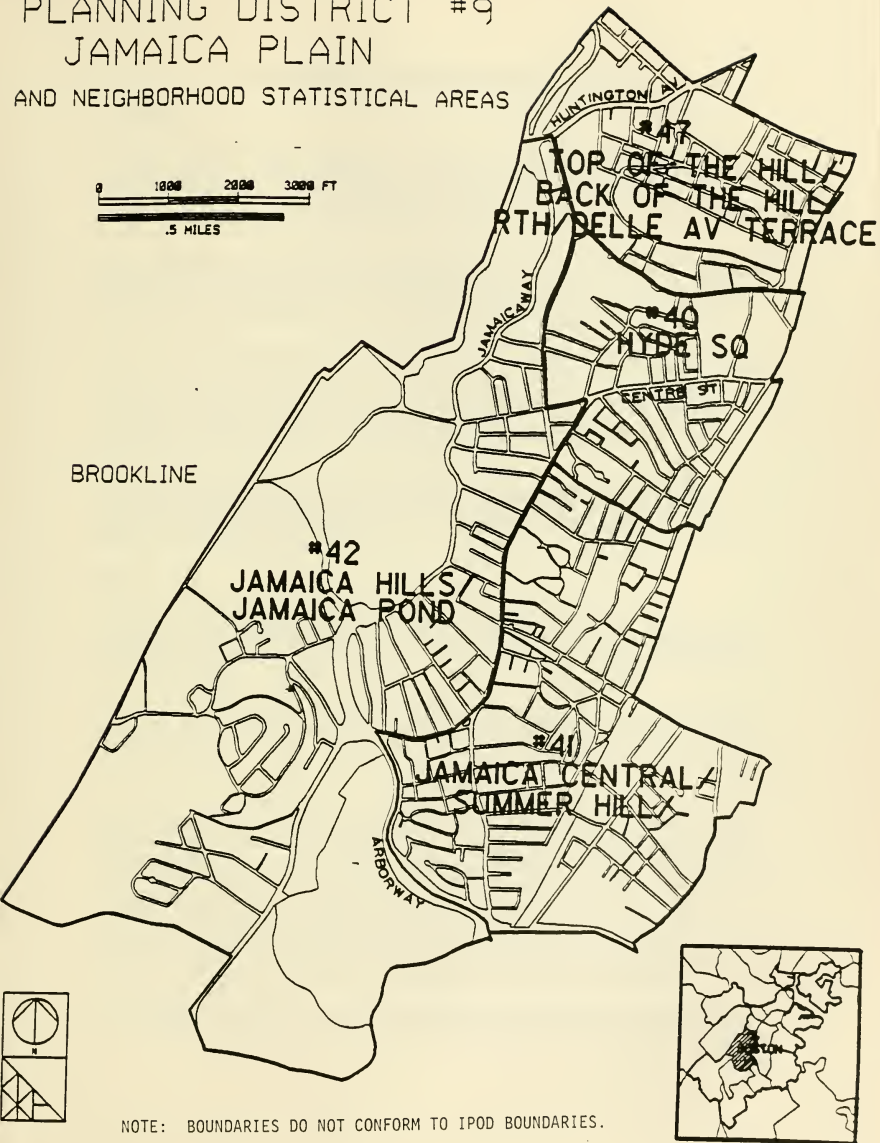 PLANNING DISTRICT #9
JAMAICA PLAIN
AND NEIGHBORHOOD STATISTICAL AREAS
0 1000 2000 3000 FT
.5 MILES
HUNTINGTON AV
#47
TOP OF THE HILL
BACK OF THE HILL/
RTH/DELLE AV TERRACE
JAMAICAWAY
#40
HYDE SQ
CENTRE ST
BROOKLINE
#42
JAMAICA HILLS
JAMAICA POND
#41
JAMAICA CENTRAL/
SUMMER HILL/
ARBORWAY
N
BOSTON
NOTE: BOUNDARIES DO NOT CONFORM TO IPOD BOUNDARIES.